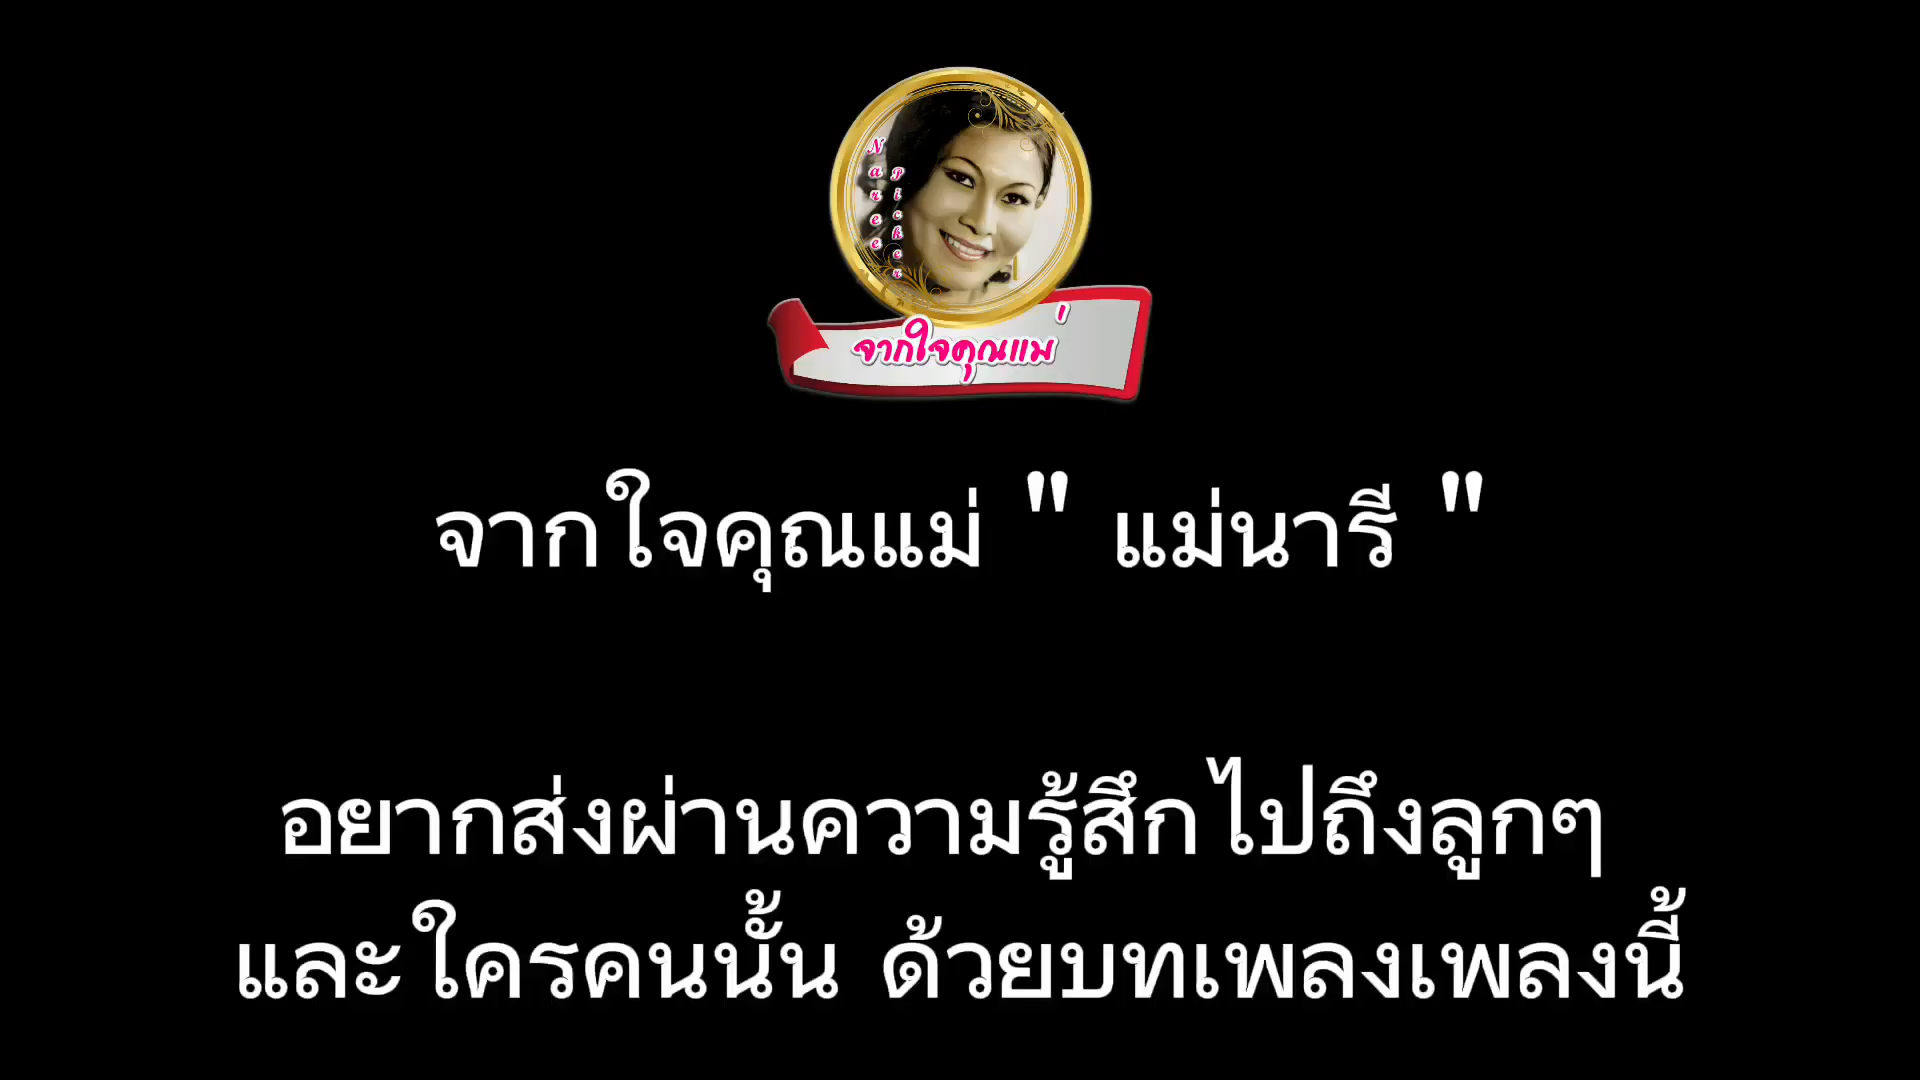 Naree
Picker
จากใจคุณแม่
จากใจคุณแม่ " แม่นารี "
อยากส่งผ่านความรู้สึกไปถึงลูกๆ
และใครคนนั้น ด้วยบทเพลงเพลงนี้